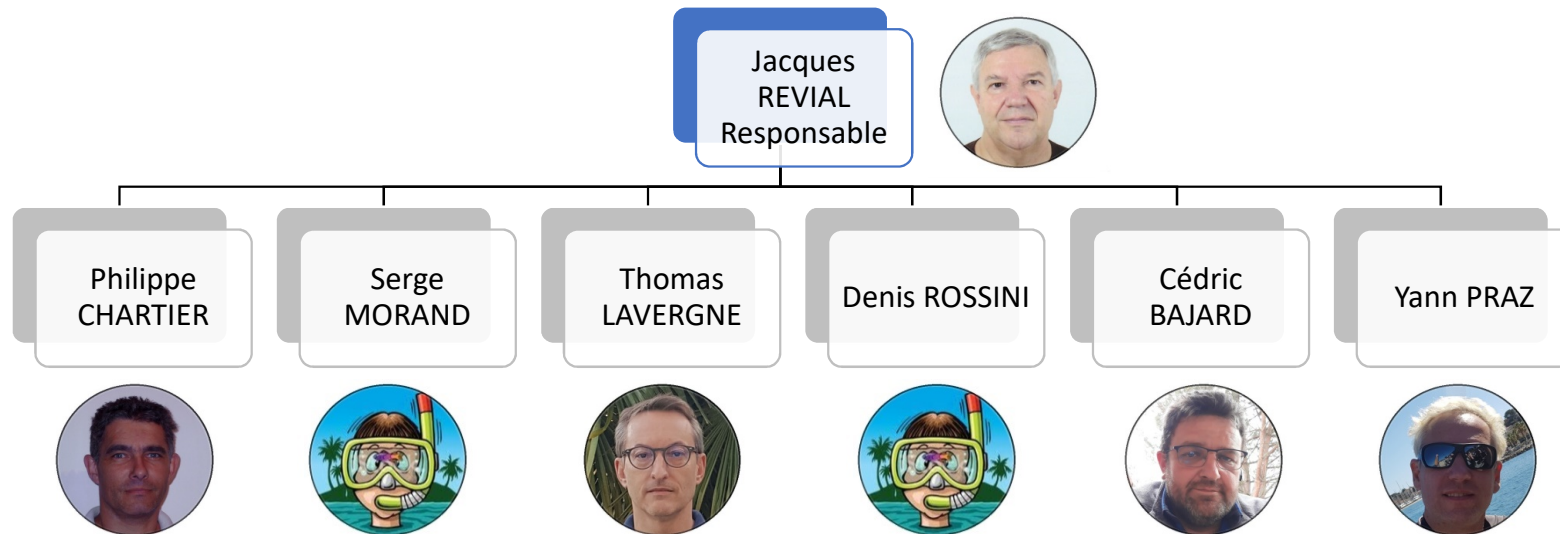 Jacques
REVIAL
Responsable
Philippe
CHARTIER
Serge
MORAND
Thomas
LAVERGNE
Denis ROSSINI
Cédric
BAJARD
Yann PRAZ